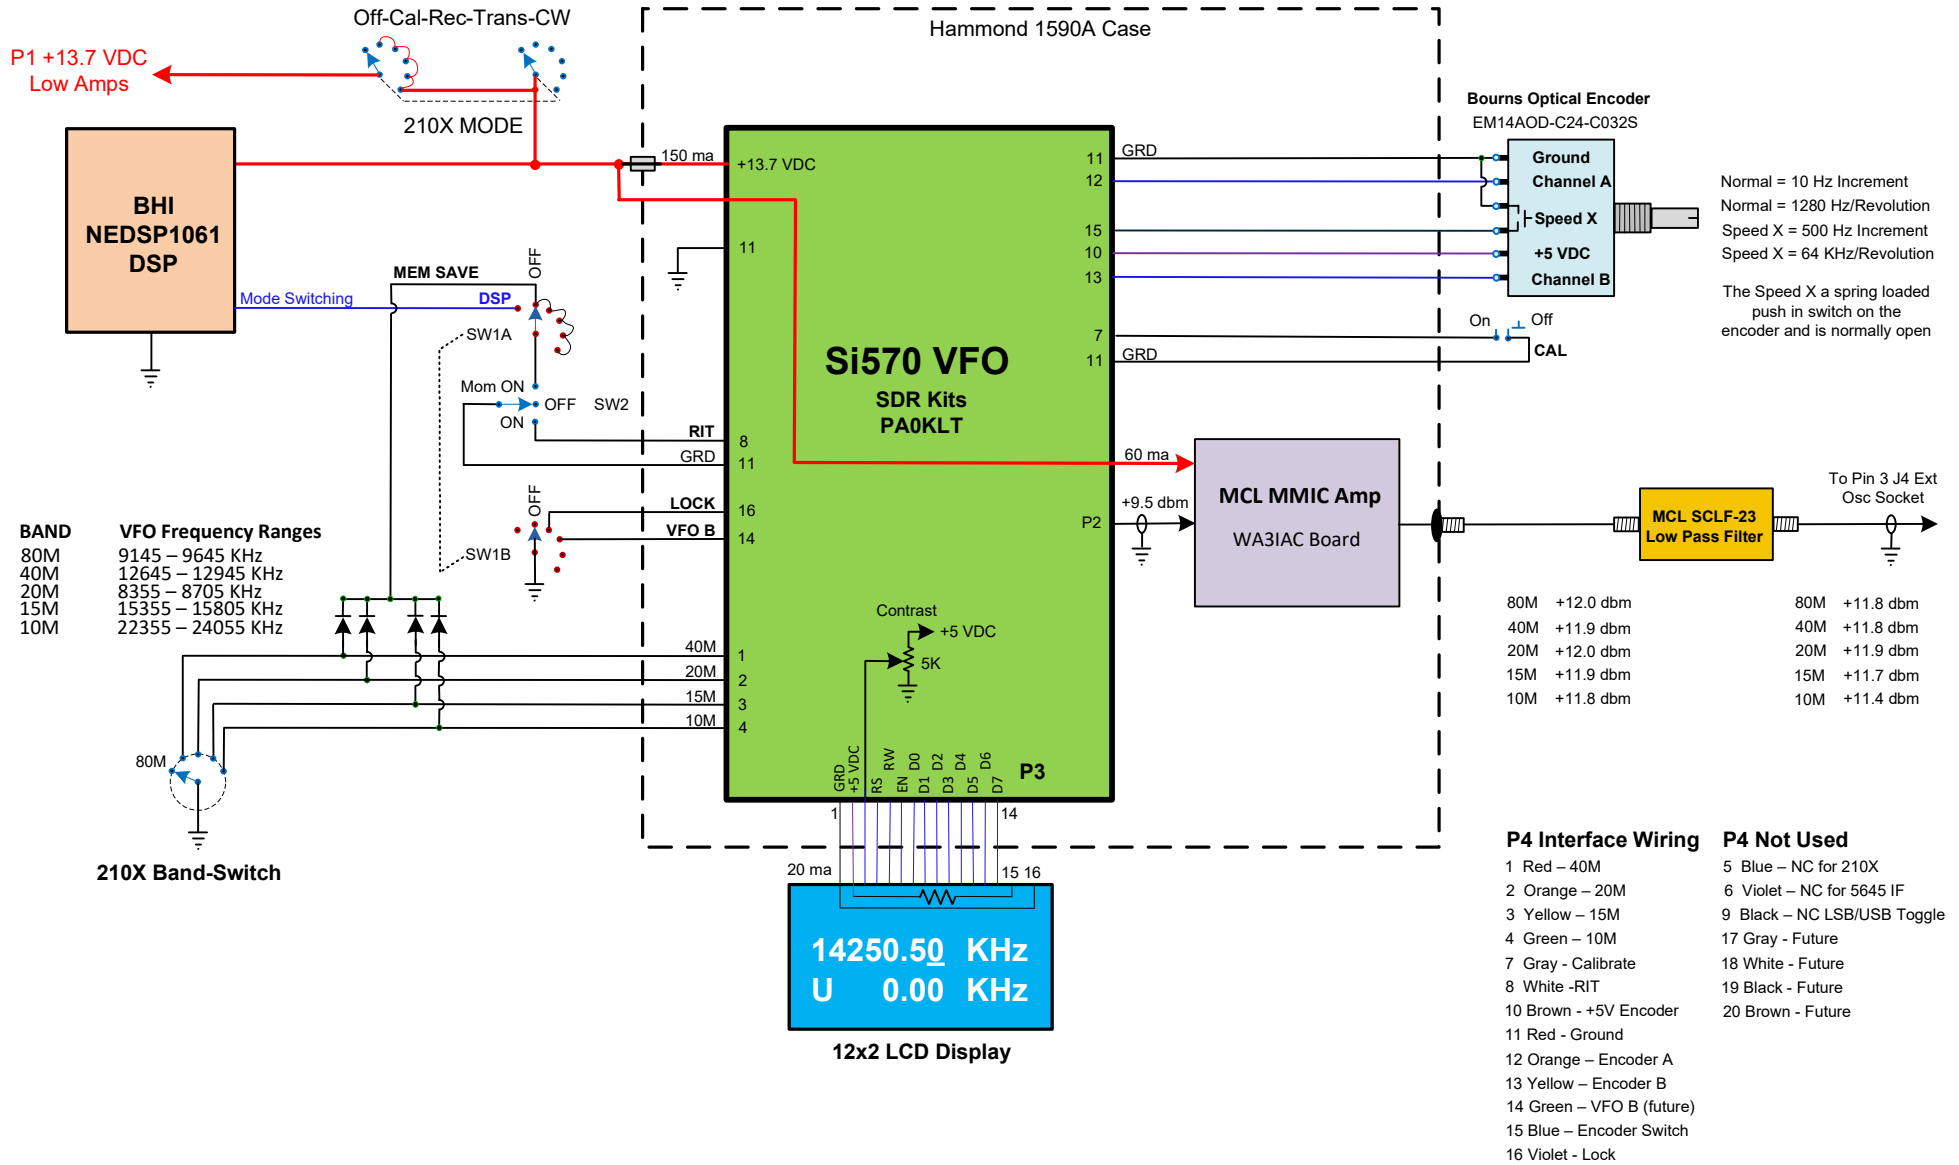 Off-Cal-Rec-Trans-CW
P1 +13.7 VDC
Low Amps
210X MODE
Hammond 1590A Case
BHI
NEDSP1061
DSP
150 ma
+13.7 VDC
11
MEM SAVE
OFF
Mode Switching
DSP
SW1A
Mom ON
OFF
SW2
ON
RIT
8
GRD
11
OFF
LOCK
16
VFO B
14
SW1B
Si570 VFO
SDR Kits
PA0KLT
11
GRD
12
15
10
13
7
11
GRD
Bourns Optical Encoder
EM14AOD-C24-C032S
Ground
Channel A
Speed X
+5 VDC
Channel B
Normal = 10 Hz Increment
Normal = 1280 Hz/Revolution
Speed X = 500 Hz Increment
Speed X = 64 KHz/Revolution
The Speed X a spring loaded
push in switch on the
encoder and is normally open
On
Off
CAL
60 ma
+9.5 dbm
P2
MCL MMIC Amp
WA3IAC Board
MCL SCLF-23
Low Pass Filter
To Pin 3 J4 Ext
Osc Socket
BAND VFO Frequency Ranges
80M 9145 – 9645 KHz
40M 12645 – 12945 KHz
20M 8355 – 8705 KHz
15M 15355 – 15805 KHz
10M 22355 – 24055 KHz
40M 1
20M 2
15M 3
10M 4
80M
210X Band-Switch
Contrast
+5 VDC
5K
GRD
+5 VDC
RS
RW
EN
D0
D1
D2
D3
D4
D5
D6
D7
P3
1
14
20 ma
15 16
14250.50 KHz
U 0.00 KHz
12x2 LCD Display
80M +12.0 dbm
40M +11.9 dbm
20M +12.0 dbm
15M +11.9 dbm
10M +11.8 dbm
80M +11.8 dbm
40M +11.8 dbm
20M +11.9 dbm
15M +11.7 dbm
10M +11.4 dbm
P4 Interface Wiring
1 Red – 40M
2 Orange – 20M
3 Yellow – 15M
4 Green – 10M
7 Gray - Calibrate
8 White -RIT
10 Brown - +5V Encoder
11 Red - Ground
12 Orange – Encoder A
13 Yellow – Encoder B
14 Green – VFO B (future)
15 Blue – Encoder Switch
16 Violet - Lock
P4 Not Used
5 Blue – NC for 210X
6 Violet – NC for 5645 IF
9 Black – NC LSB/USB Toggle
17 Gray - Future
18 White - Future
19 Black - Future
20 Brown - Future